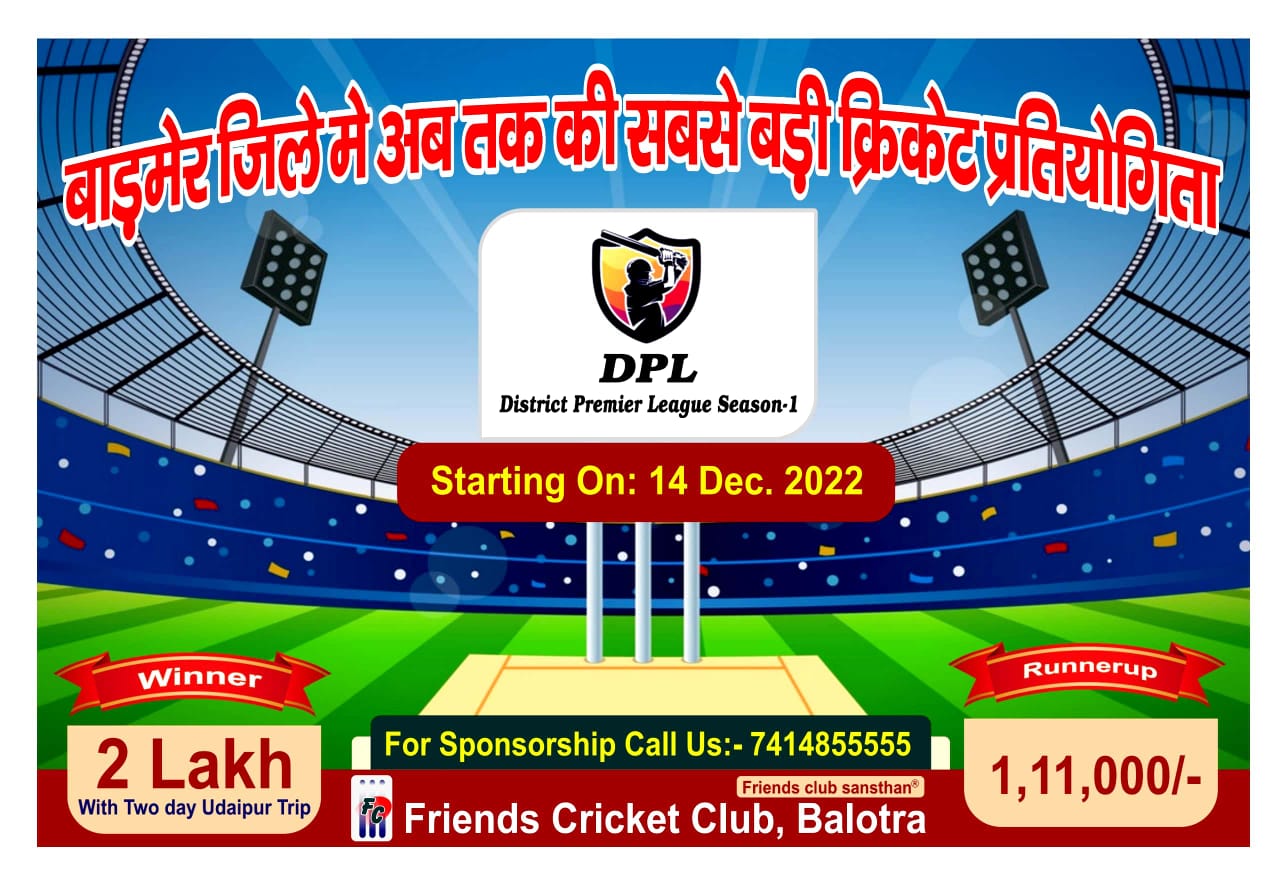 बाड़मेर जिले मे अब तक की सबसे बड़ी क्रिकेट प्रतियोगिता
DPL
District Premier League Season-1
Starting On: 14 Dec. 2022
Winner
2 Lakh
With Two day Udaipur Trip
Runnerup
1,11,000/-
For Sponsorship Call Us:- 7414855555
Friends club sansthan®
FC
Friends Cricket Club, Balotra